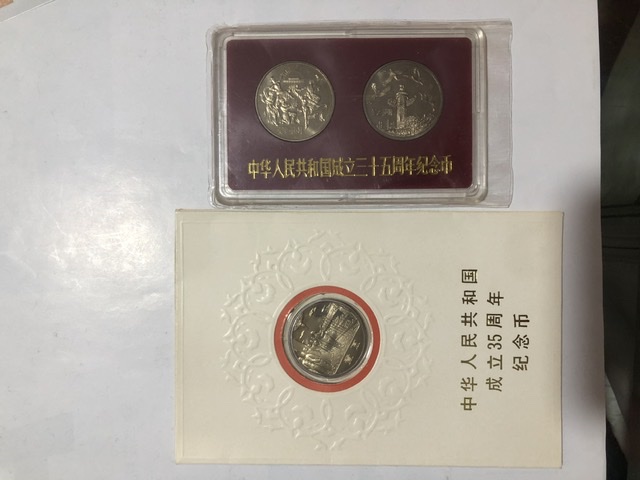 中华人民共和国成立三十五周年纪念币
中华人民共和国
成立35周年
纪念币